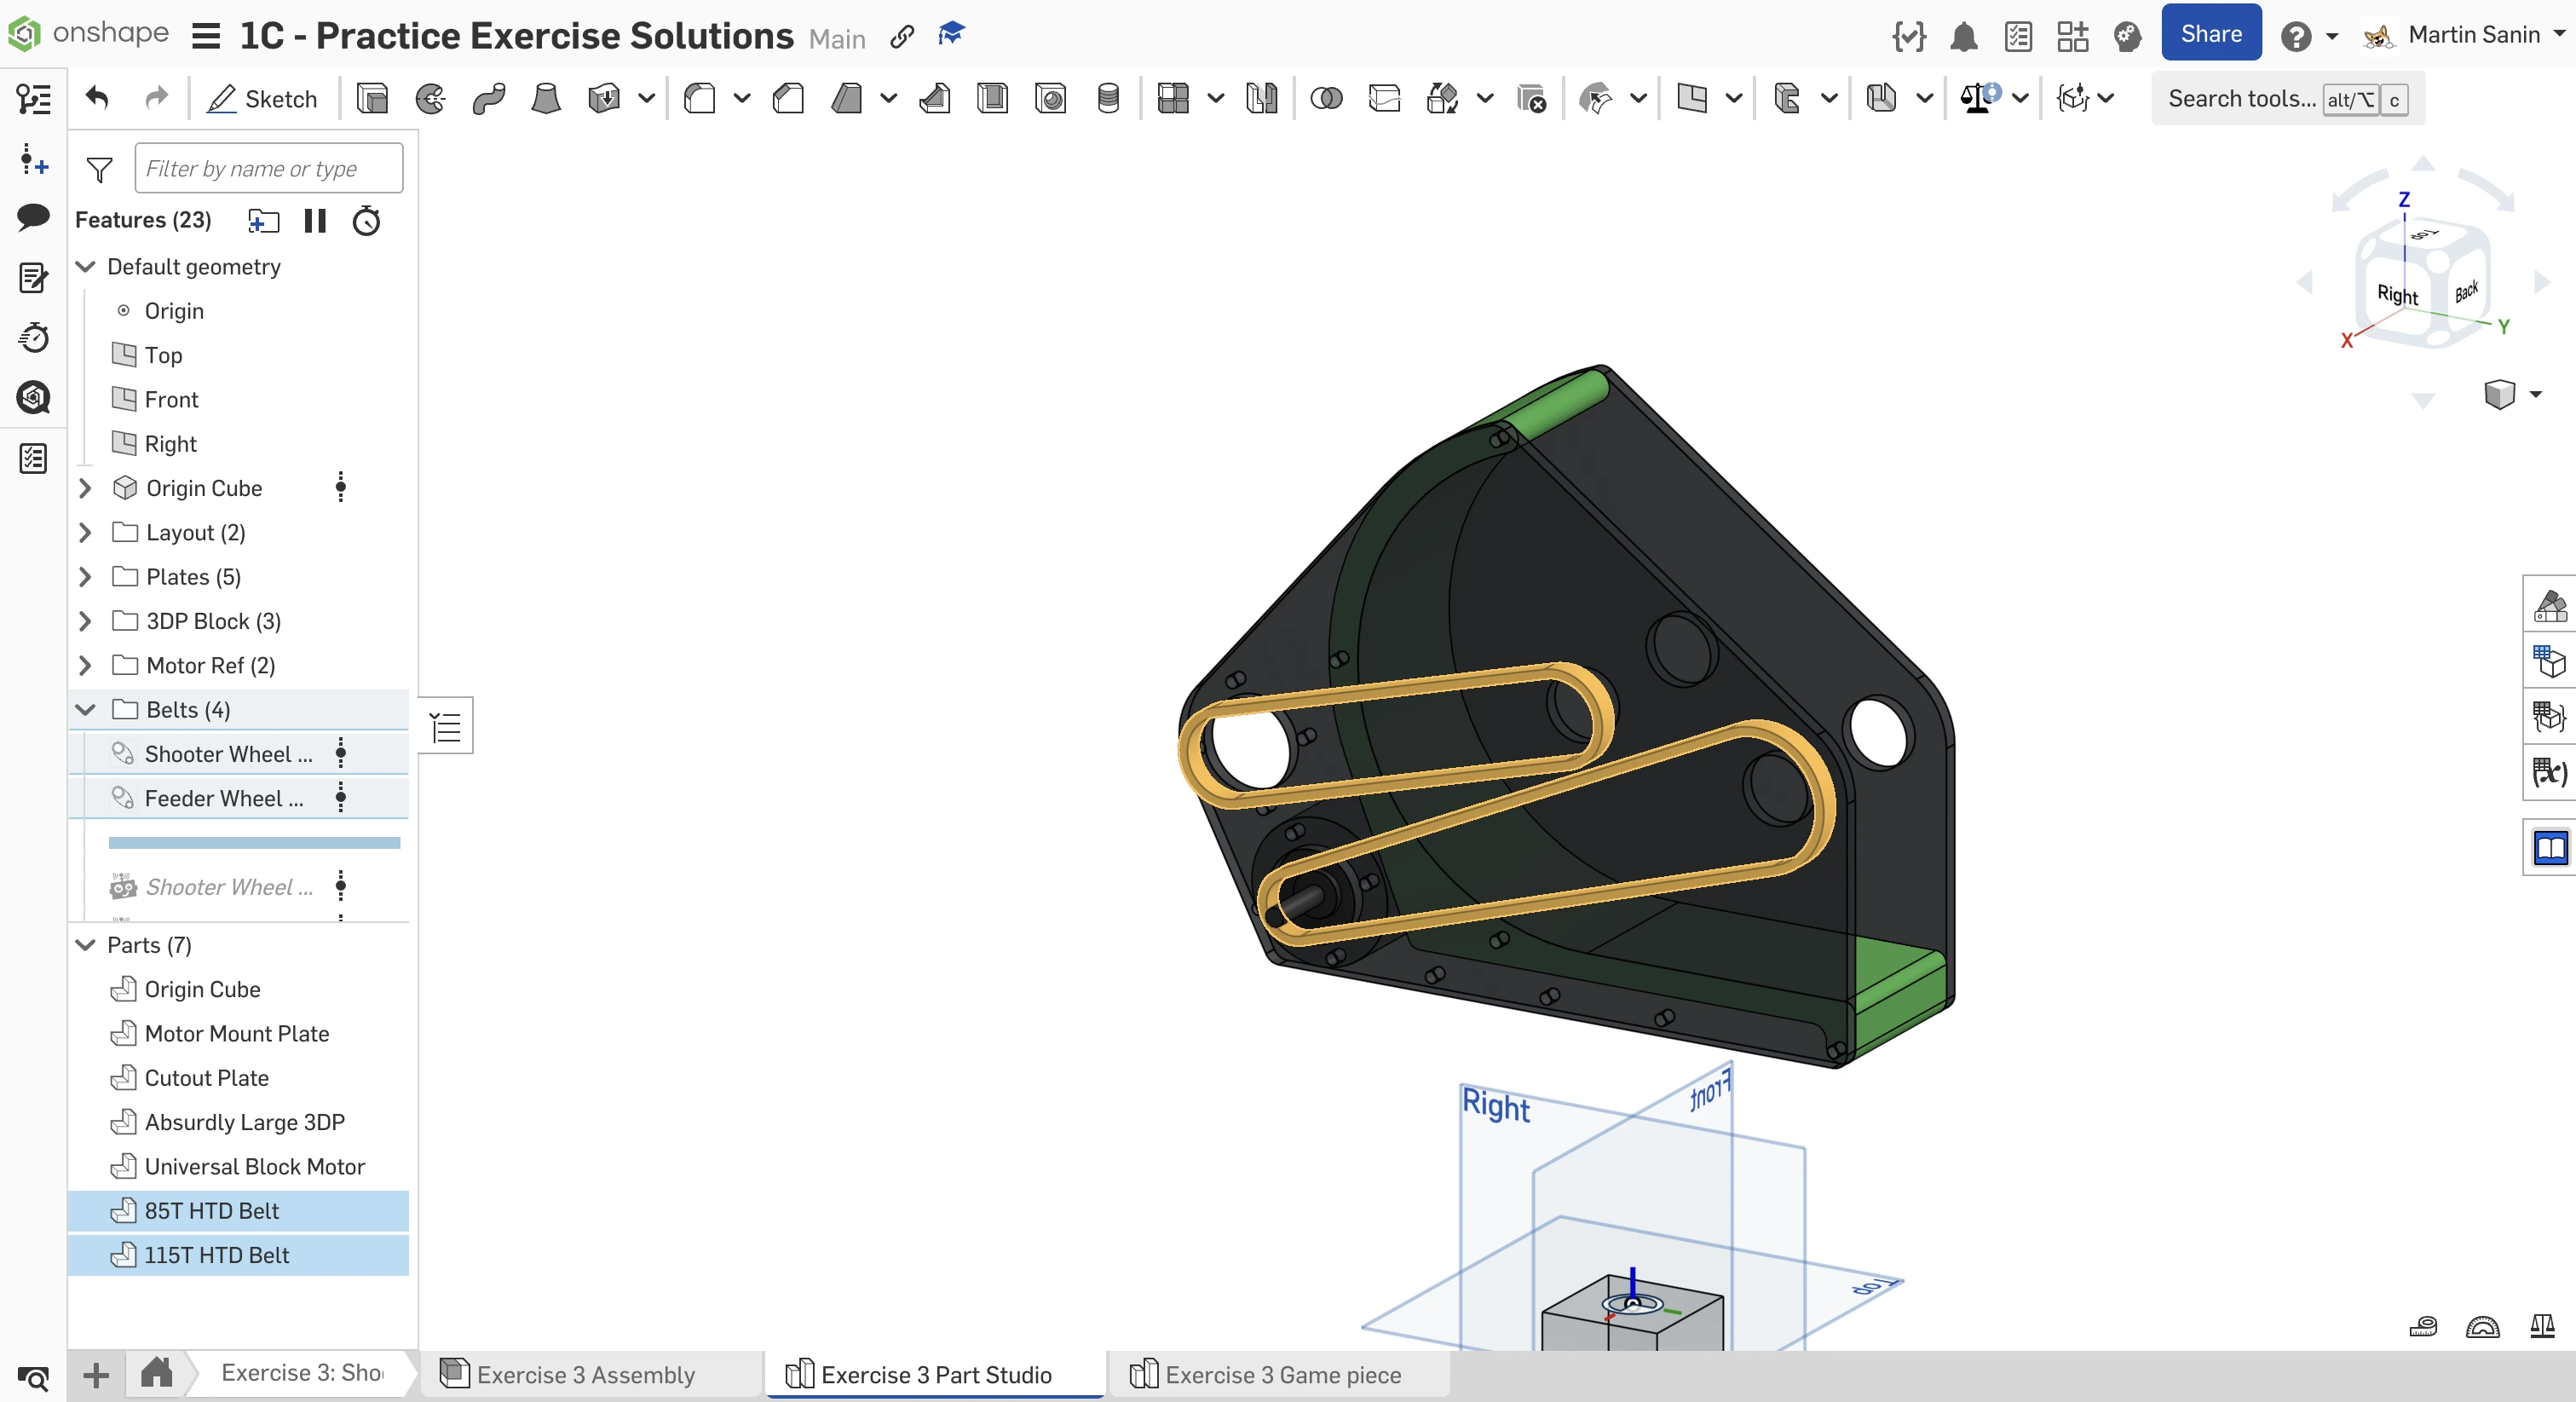 onshape 1C - Practice Exercise Solutions Main Share Martin Sanin
Sketch Search tools... alt/⌥ c
Filter by name or type
Features (23)
Default geometry
Origin
Top
Front
Right
Origin Cube
Layout (2)
Plates (5)
3DP Block (3)
Motor Ref (2)
Belts (4)
Shooter Wheel ...
Feeder Wheel ...
Shooter Wheel ...
Parts (7)
Origin Cube
Motor Mount Plate
Cutout Plate
Absurdly Large 3DP
Universal Block Motor
85T HTD Belt
115T HTD Belt
Z
Top
Right
Back
X
Y
Right
Front
Top
Exercise 3: Sho
Exercise 3 Assembly
Exercise 3 Part Studio
Exercise 3 Game piece